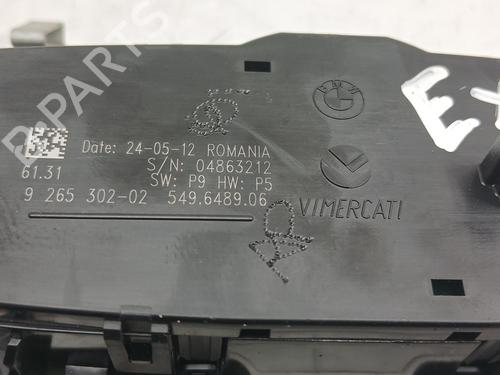 B-PARTS
BMW
E
Date: 24-05-12 ROMANIA
S/N: 04863212
61.31
SW: P9 HW: P5
9 265 302-02 549.6489.06
VIMERCATI